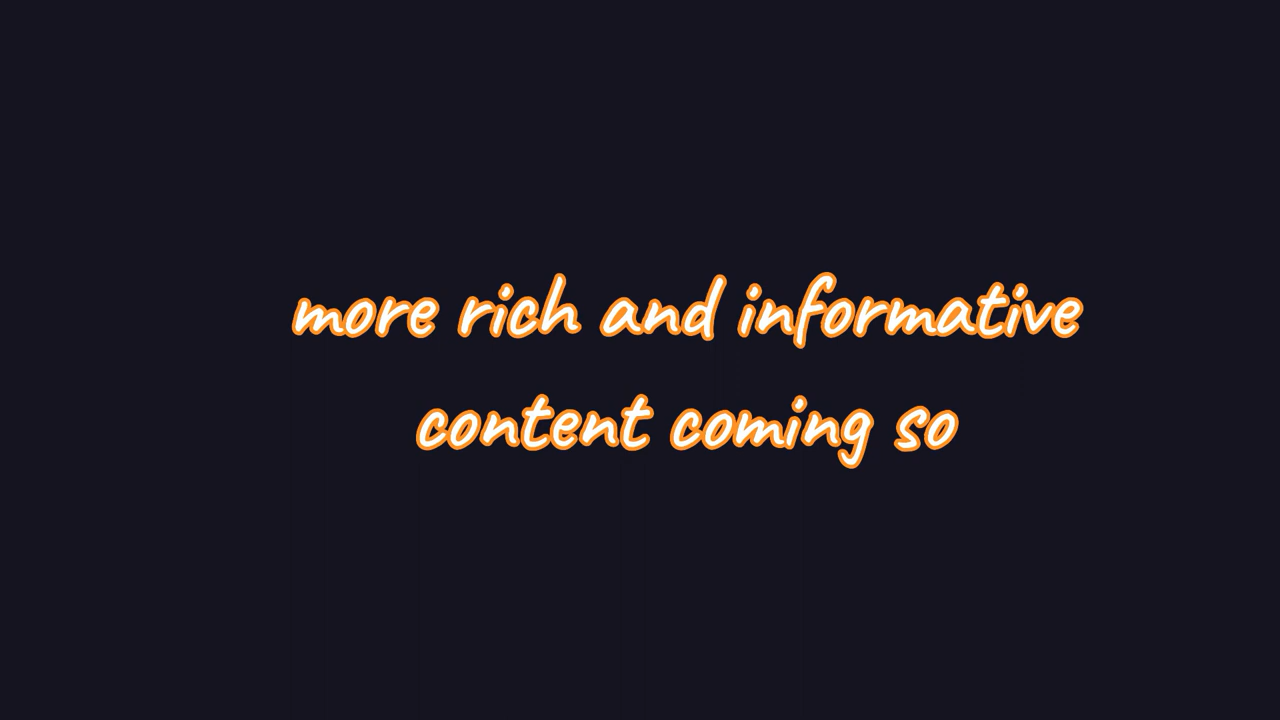 more rich and informative
content coming so